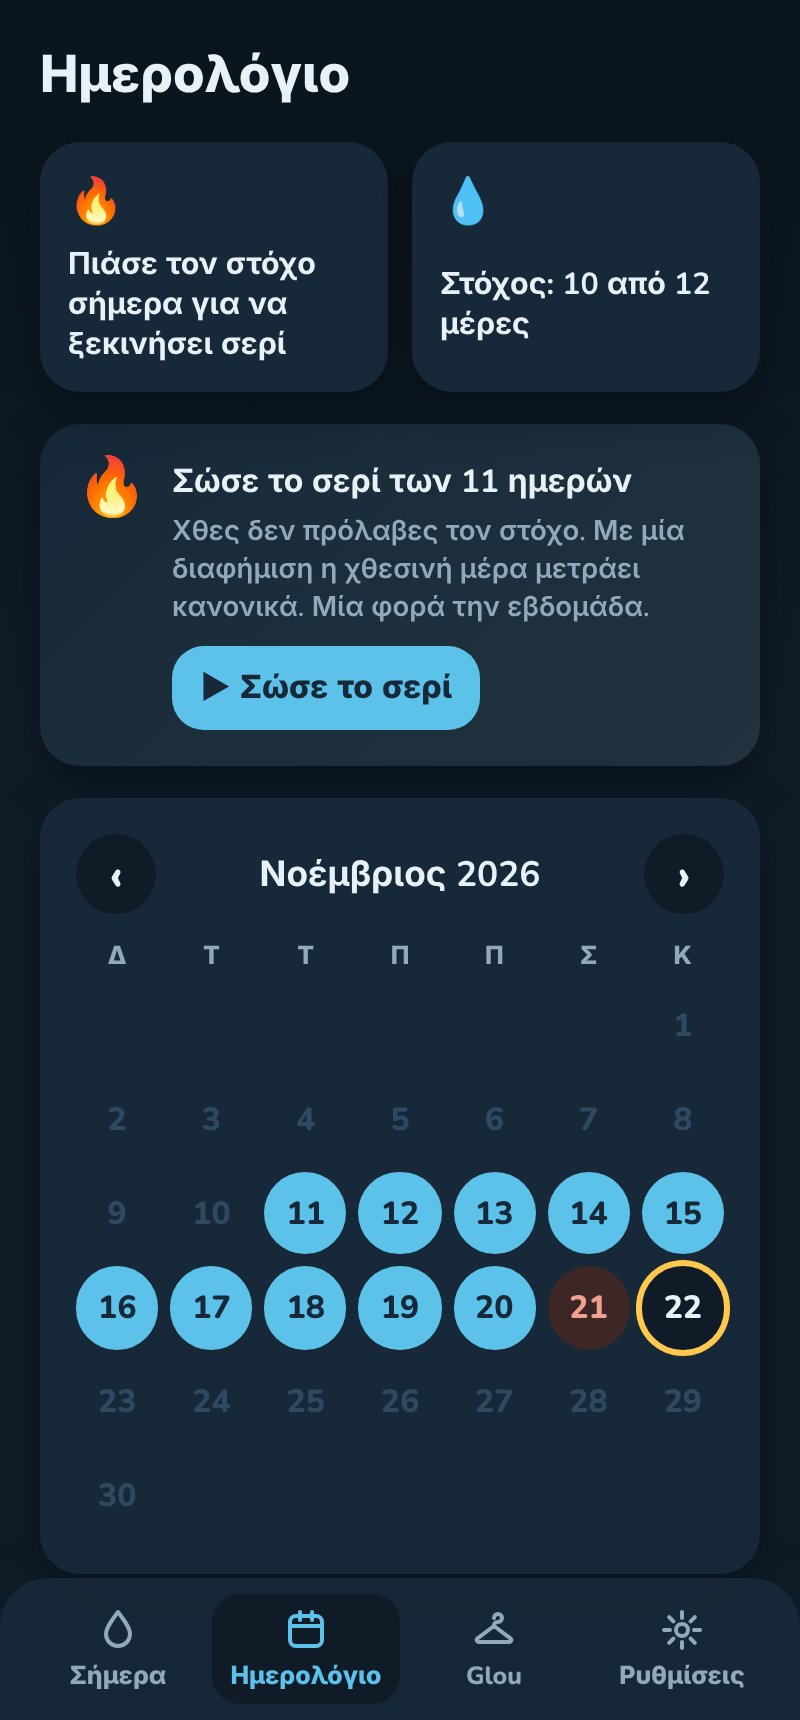 Ημερολόγιο
Πιάσε τον στόχο
σήμερα για να
ξεκινήσει σερί
Στόχος: 10 από 12
μέρες
Σώσε το σερί των 11 ημερών
Χθες δεν πρόλαβες τον στόχο. Με μία
διαφήμιση η χθεσινή μέρα μετράει
κανονικά. Μία φορά την εβδομάδα.
▶ Σώσε το σερί
‹ Νοέμβριος 2026 ›
Δ Τ Τ Π Π Σ Κ
1
2 3 4 5 6 7 8
9 10 11 12 13 14 15
16 17 18 19 20 21 22
23 24 25 26 27 28 29
30
Σήμερα Ημερολόγιο Glou Ρυθμίσεις